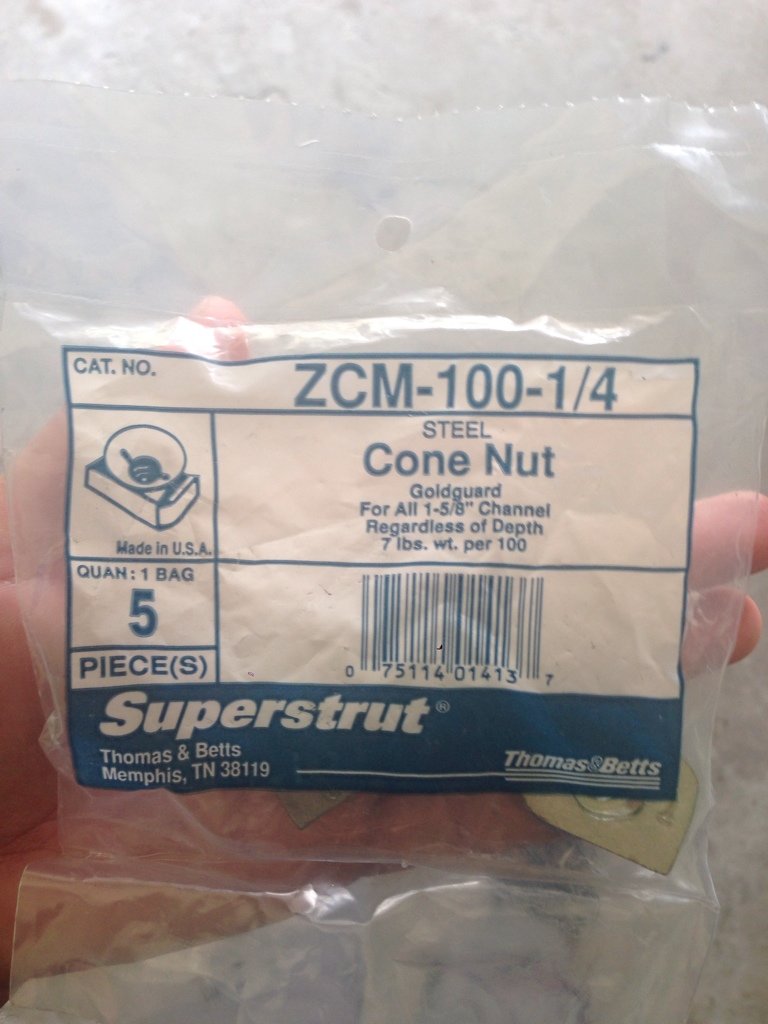 CAT. NO.
ZCM-100-1/4
STEEL
Cone Nut
Goldguard
For All 1-5/8" Channel
Regardless of Depth
7 lbs. wt. per 100
Made in U.S.A.
QUAN: 1 BAG
5
PIECE(S)
0 75114 01413 7
Superstrut®
Thomas & Betts
Memphis, TN 38119
Thomas&Betts